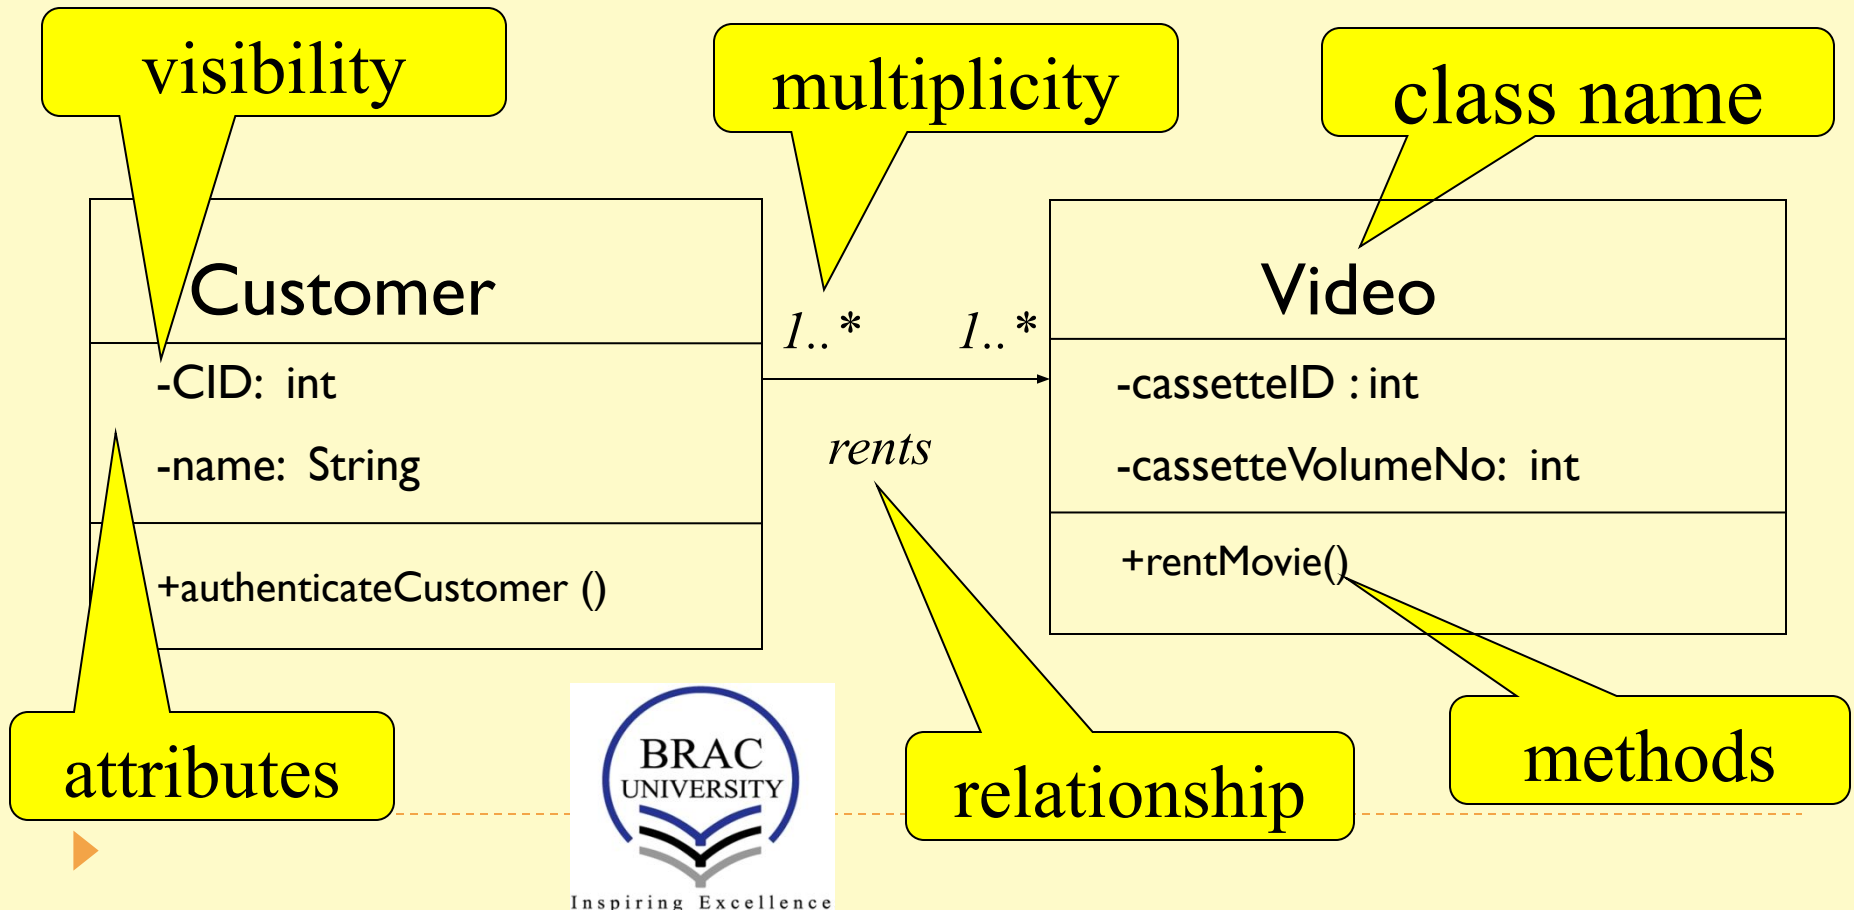 visibility
multiplicity
class name
Customer
-CID: int
-name: String
+authenticateCustomer ()
1..* 1..*
rents
Video
-cassetteID : int
-cassetteVolumeNo: int
+rentMovie()
attributes
relationship
methods
BRAC
UNIVERSITY
Inspiring Excellence